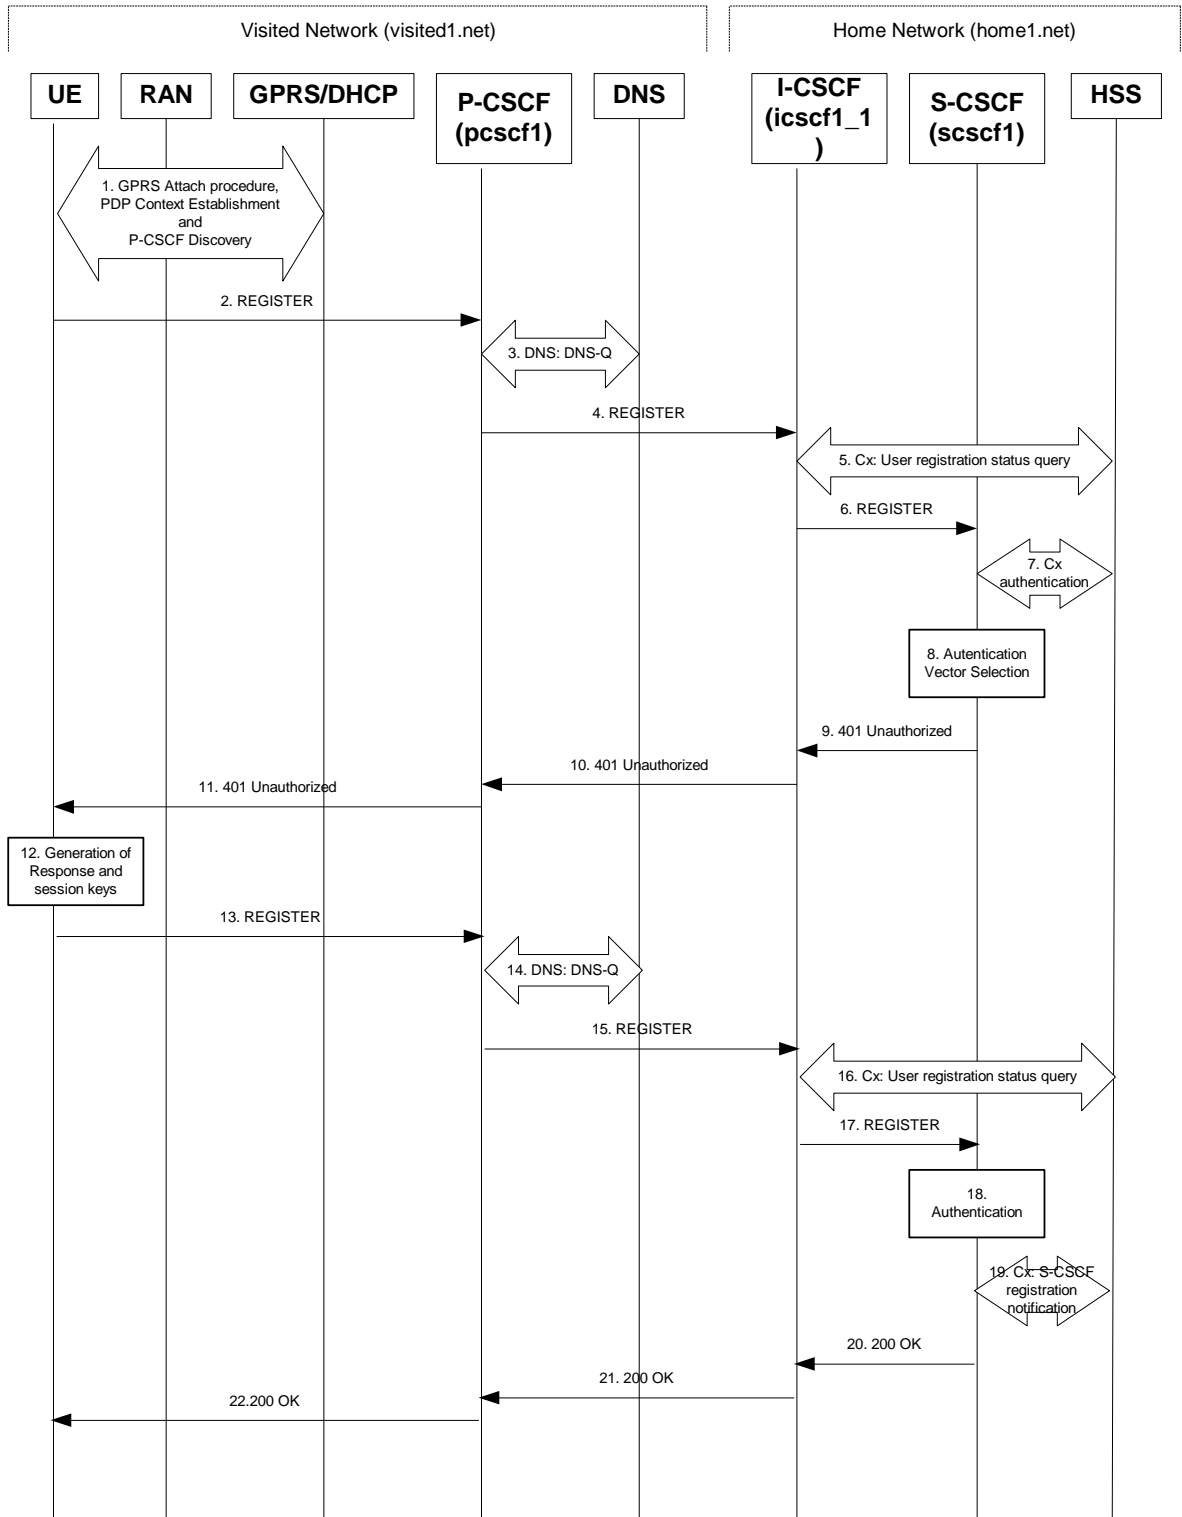 Visited Network (visited1.net)
Home Network (home1.net)
UE
RAN
GPRS/DHCP
P-CSCF
(pcscf1)
DNS
I-CSCF
(icscf1_1
)
S-CSCF
(scscf1)
HSS
1. GPRS Attach procedure,
PDP Context Establishment
and
P-CSCF Discovery
2. REGISTER
3. DNS: DNS-Q
4. REGISTER
5. Cx: User registration status query
6. REGISTER
7. Cx
authentication
8. Autentication
Vector Selection
9. 401 Unauthorized
10. 401 Unauthorized
11. 401 Unauthorized
12. Generation of
Response and
session keys
13. REGISTER
14. DNS: DNS-Q
15. REGISTER
16. Cx: User registration status query
17. REGISTER
18.
Authentication
19. Cx: S-CSCF
registration
notification
20. 200 OK
21. 200 OK
22.200 OK